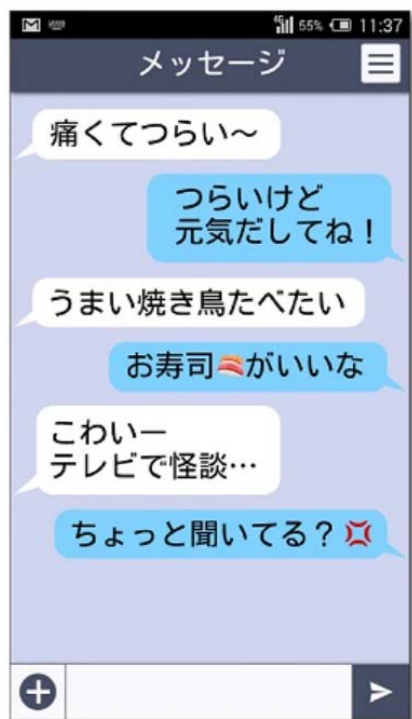 55% 11:37
メッセージ
痛くてつらい〜
つらいけど
元気だしてね！
うまい焼き鳥たべたい
お寿司🍣がいいな
こわいー
テレビで怪談…
ちょっと聞いてる？💢